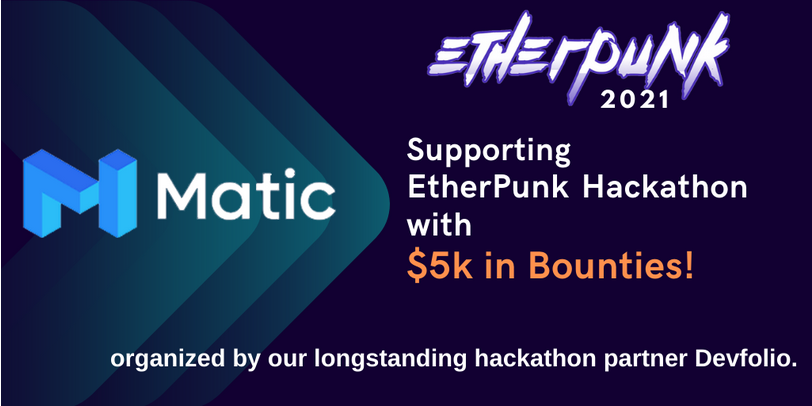 EtHErpuNk
2021
Matic
Supporting
EtherPunk Hackathon
with
$5k in Bounties!
organized by our longstanding hackathon partner Devfolio.